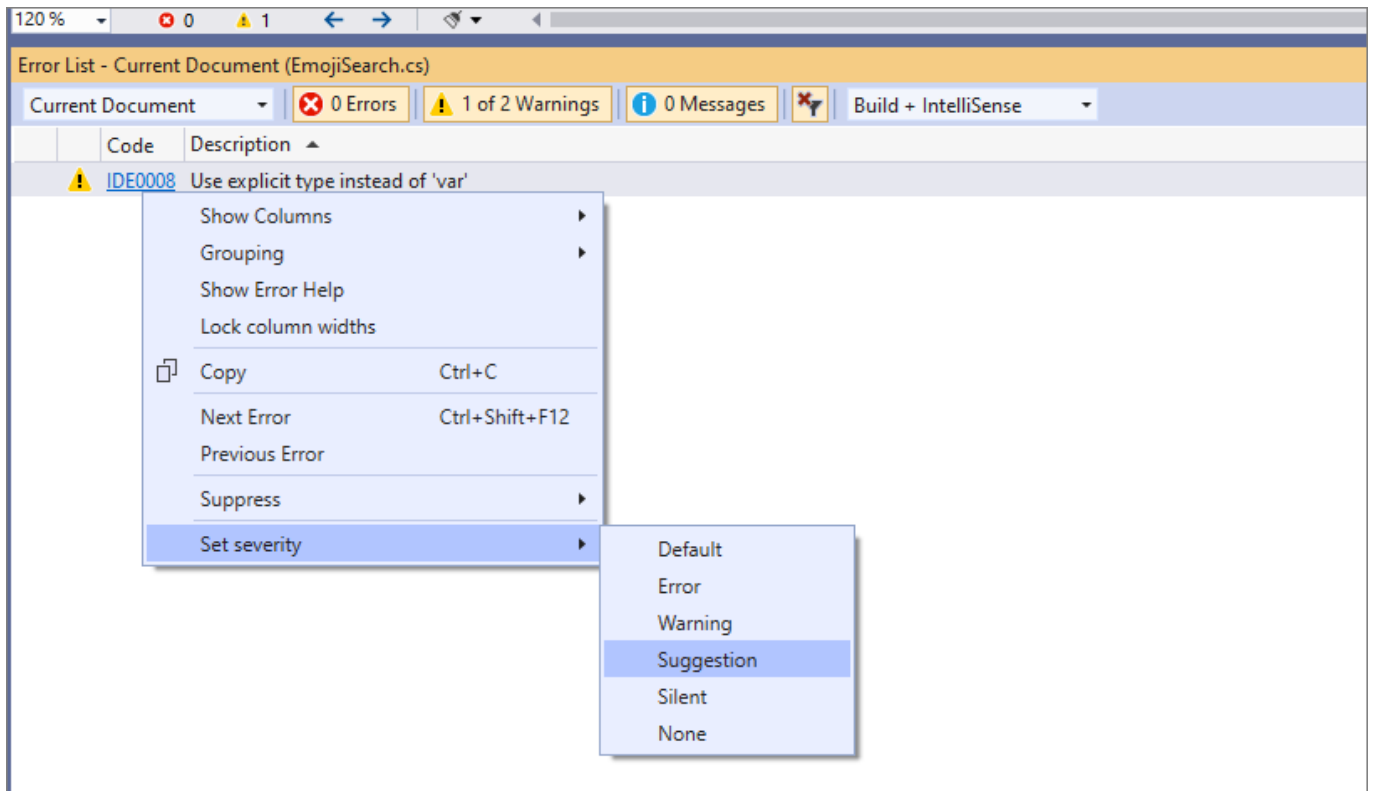 120 % 0 1
Error List - Current Document (EmojiSearch.cs)
Current Document 0 Errors 1 of 2 Warnings 0 Messages Build + IntelliSense
Code Description
IDE0008 Use explicit type instead of 'var'
Show Columns
Grouping
Show Error Help
Lock column widths
Copy Ctrl+C
Next Error Ctrl+Shift+F12
Previous Error
Suppress
Set severity
Default
Error
Warning
Suggestion
Silent
None